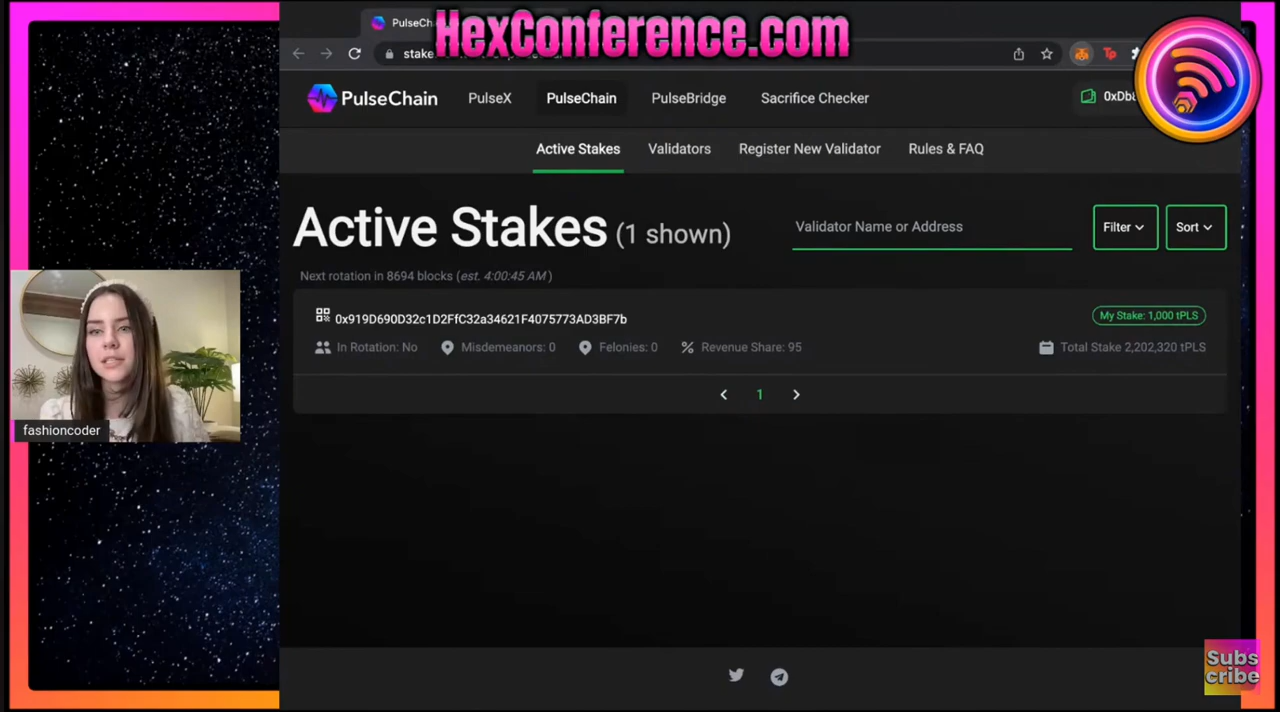 HexConference.com
PulseCh
stake
PulseChain
PulseX
PulseChain
PulseBridge
Sacrifice Checker
0xDb8
Active Stakes
Validators
Register New Validator
Rules & FAQ
Active Stakes (1 shown)
Validator Name or Address
Filter
Sort
Next rotation in 8694 blocks (est. 4:00:45 AM )
0x919D690D32c1D2FfC32a34621F4075773AD3BF7b
My Stake: 1,000 tPLS
In Rotation: No
Misdemeanors: 0
Felonies: 0
% Revenue Share: 95
Total Stake 2,202,320 tPLS
1
fashioncoder
Subs
cribe